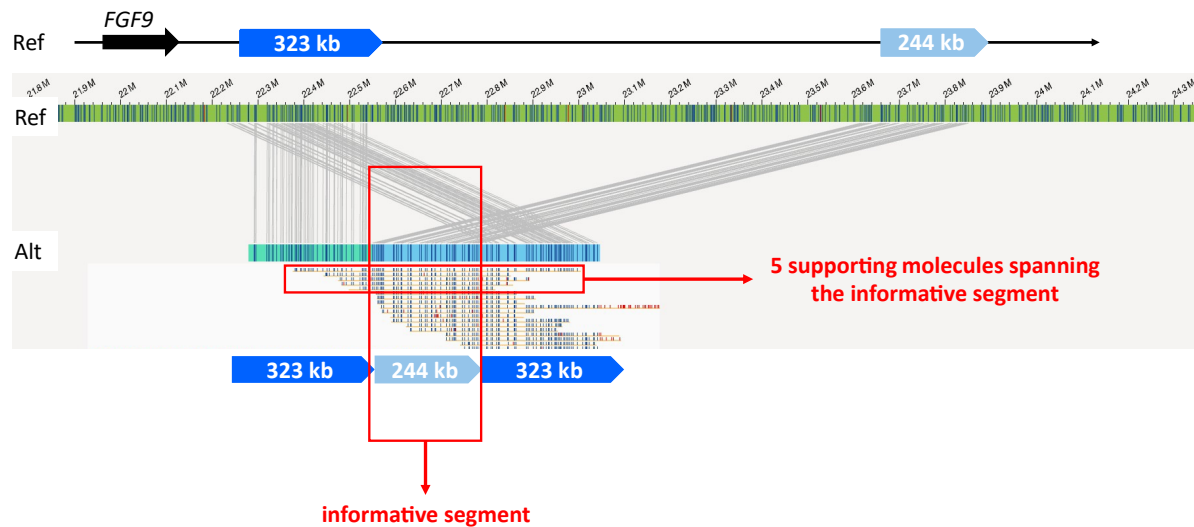 FGF9
Ref
323 kb
244 kb
21.8 M
21.9 M
22 M
22.1 M
22.2 M
22.3 M
22.4 M
22.5 M
22.6 M
22.7 M
22.8 M
22.9 M
23 M
23.1 M
23.2 M
23.3 M
23.4 M
23.5 M
23.6 M
23.7 M
23.8 M
23.9 M
24 M
24.1 M
24.2 M
24.3 M
Ref
Alt
5 supporting molecules spanning
the informative segment
323 kb
244 kb
323 kb
informative segment